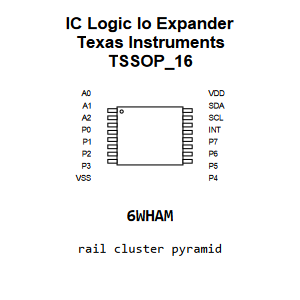 IC Logic Io Expander
Texas Instruments
TSSOP_16
A0 VDD
A1 SDA
A2 SCL
P0 INT
P1 P7
P2 P6
P3 P5
VSS P4
6WHAM
rail cluster pyramid